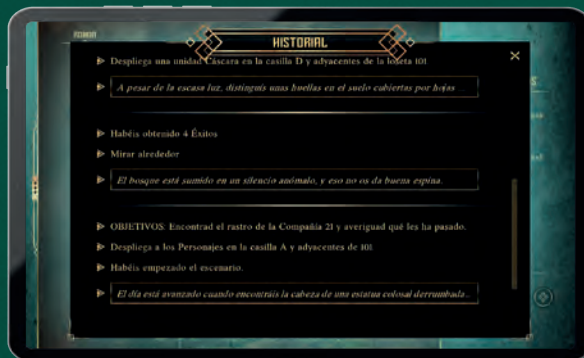 HISTORIAL
Despliega una unidad Cáscara en la casilla D y adyacentes de la loseta 101
A pesar de la escasa luz, distinguís unas huellas en el suelo cubiertas por hojas ...
Habéis obtenido 4 Éxitos
Mirar alrededor
El bosque está sumido en un silencio anómalo, y eso no os da buena espina.
OBJETIVOS: Encontrad el rastro de la Compañía 21 y averiguad qué les ha pasado.
Despliega a los Personajes en la casilla A y adyacentes de 101
Habéis empezado el escenario.
El día está avanzado cuando encontráis la cabeza de una estatua colosal derrumbada...